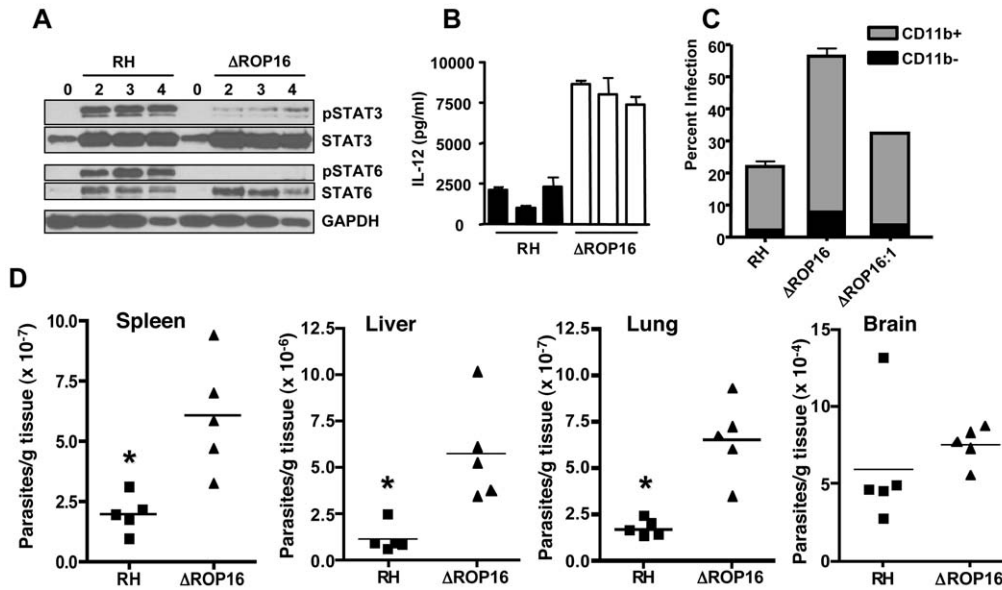 A
RH ΔROP16
0 2 3 4 0 2 3 4
pSTAT3
STAT3
pSTAT6
STAT6
GAPDH
B
IL-12 (pg/ml)
10000
7500
5000
2500
0
RH ΔROP16
C
CD11b+
CD11b-
Percent Infection
60
50
40
30
20
10
0
RH
ΔROP16
ΔROP16:1
D
Spleen
Parasites/g tissue (x 10-7)
10.0
7.5
5.0
2.5
0.0
*
RH ΔROP16
Liver
Parasites/g tissue (x 10-6)
12.5
10.0
7.5
5.0
2.5
0.0
*
RH ΔROP16
Lung
Parasites/g tissue (x 10-7)
12.5
10.0
7.5
5.0
2.5
0.0
*
RH ΔROP16
Brain
Parasites/g tissue (x 10-4)
15
10
5
0
RH ΔROP16